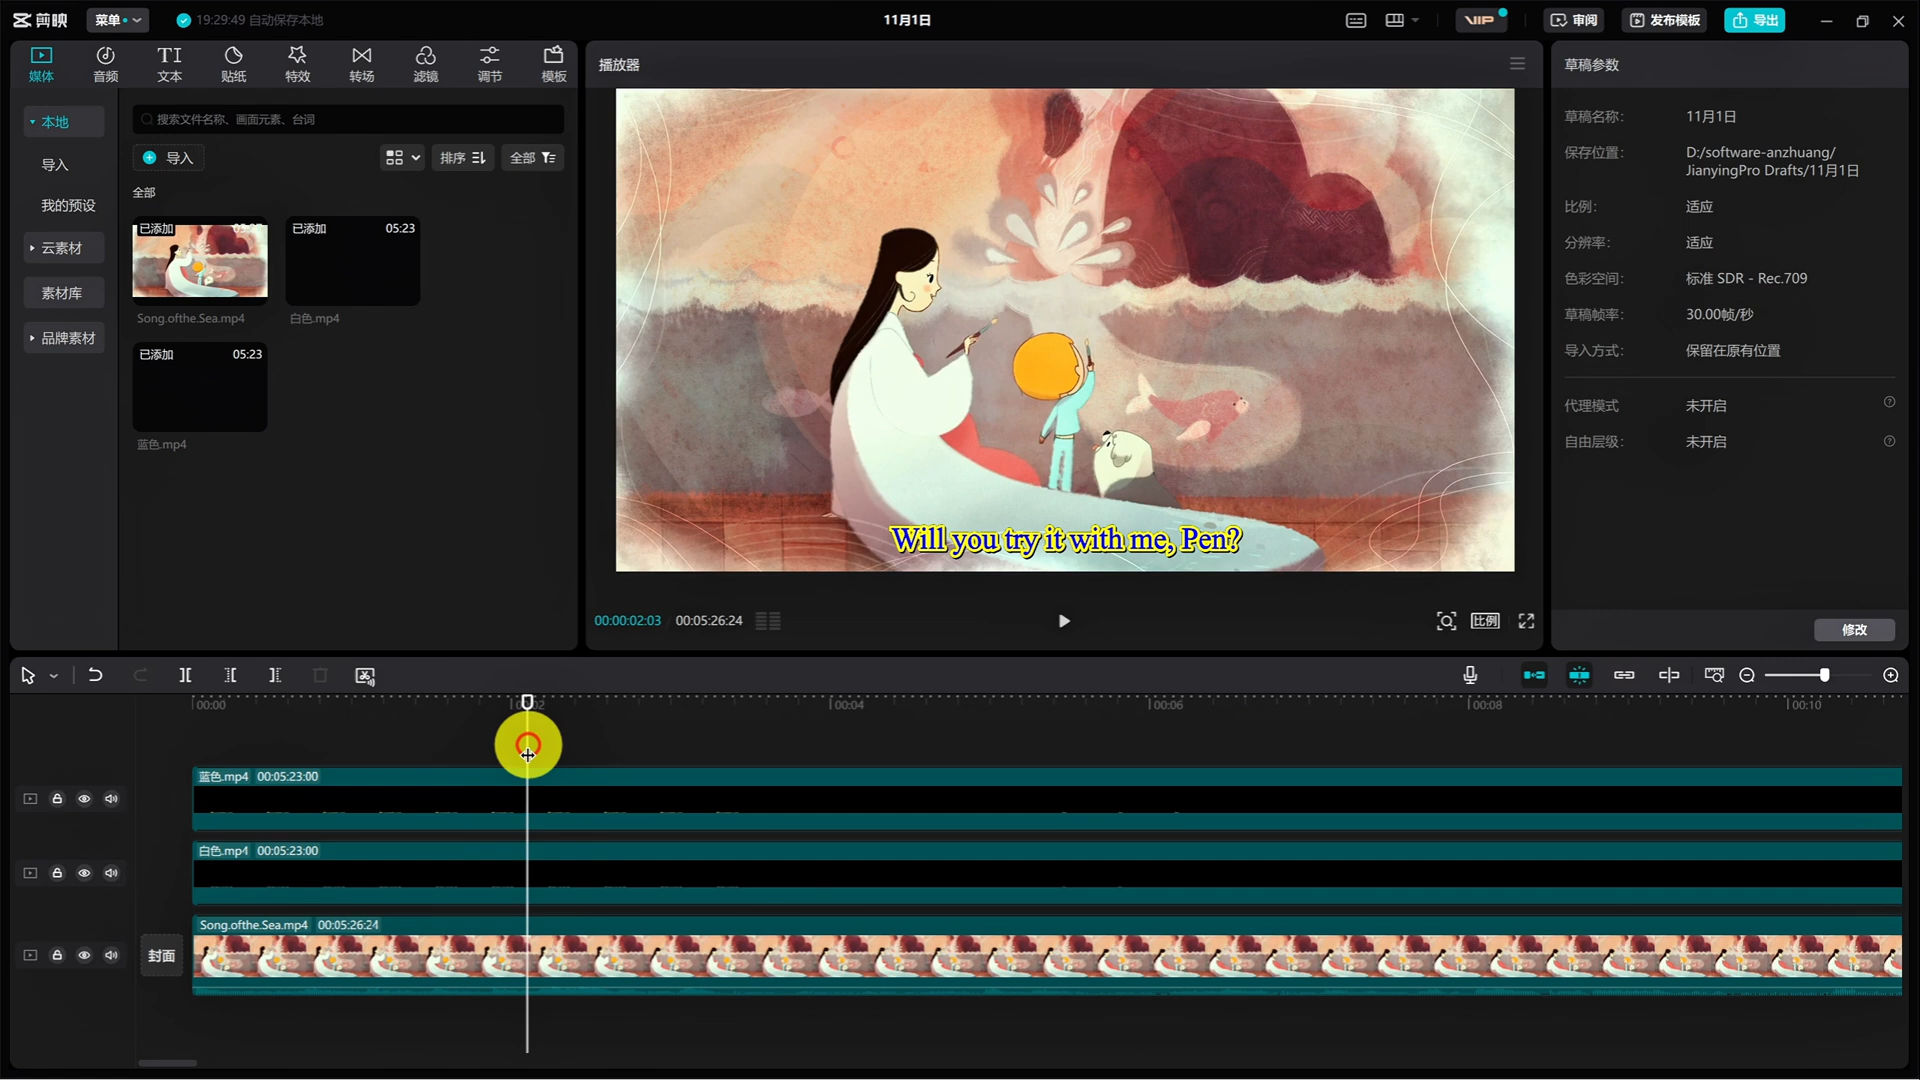 剪映
菜单
19:29:49 自动保存本地
11月1日
VIP
审阅
发布模板
导出
媒体
音频
文本
贴纸
特效
转场
滤镜
调节
模板
本地
导入
我的预设
云素材
素材库
品牌素材
搜索文件名称、画面元素、台词
导入
排序
全部
全部
已添加
Song.ofthe.Sea.mp4
已添加 05:23
白色.mp4
已添加 05:23
蓝色.mp4
播放器
Will you try it with me, Pen?
00:00:02:03
00:05:26:24
比例
草稿参数
草稿名称: 11月1日
保存位置: D:/software-anzhuang/
JianyingPro Drafts/11月1日
比例: 适应
分辨率: 适应
色彩空间: 标准 SDR - Rec.709
草稿帧率: 30.00帧/秒
导入方式: 保留在原有位置
代理模式 未开启
自由层级: 未开启
修改
00:00
00:04
00:06
00:08
00:10
蓝色.mp4 00:05:23:00
白色.mp4 00:05:23:00
封面
Song.ofthe.Sea.mp4 00:05:26:24